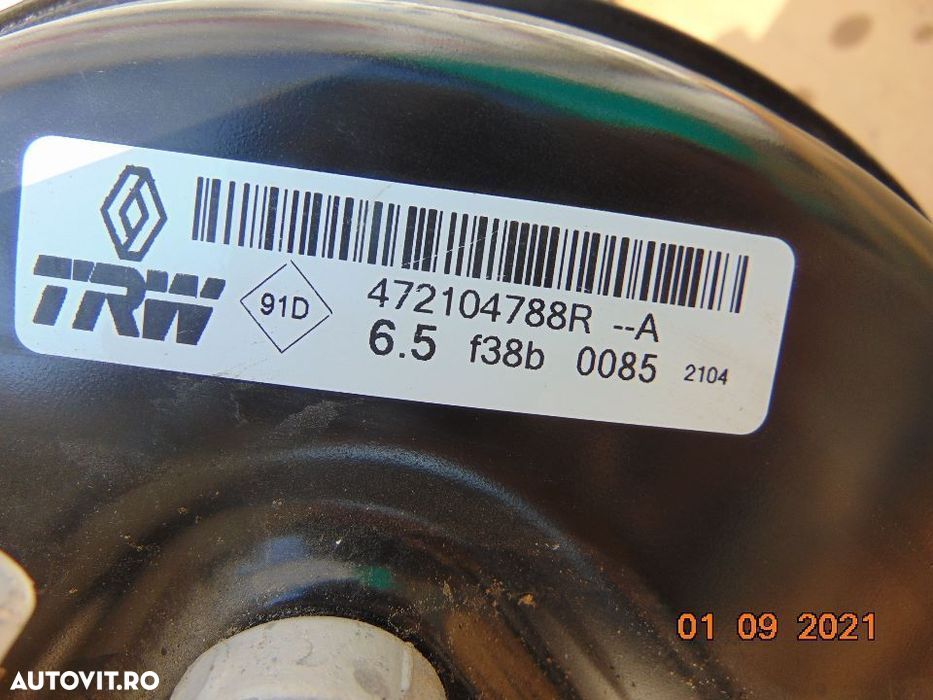 TRW
91D
472104788R --A
6.5 f38b 0085 2104
01 09 2021
AUTOVIT.RO